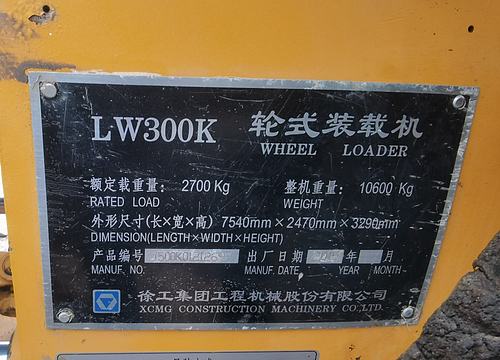 LW300K 轮式装载机
WHEEL LOADER
额定载重量： 2700 Kg 整机重量： 10600 Kg
RATED LOAD WEIGHT
外形尺寸(长×宽×高) 7540mm×2470mm×3290mm
DIMENSION(LENGTH×WIDTH×HEIGHT)
产品编号 出厂日期 年 月
MANUF. NO. MANUF. DATE, YEAR MONTH
徐工集团工程机械股份有限公司
XCMG CONSTRUCTION MACHINERY CO.,LTD.